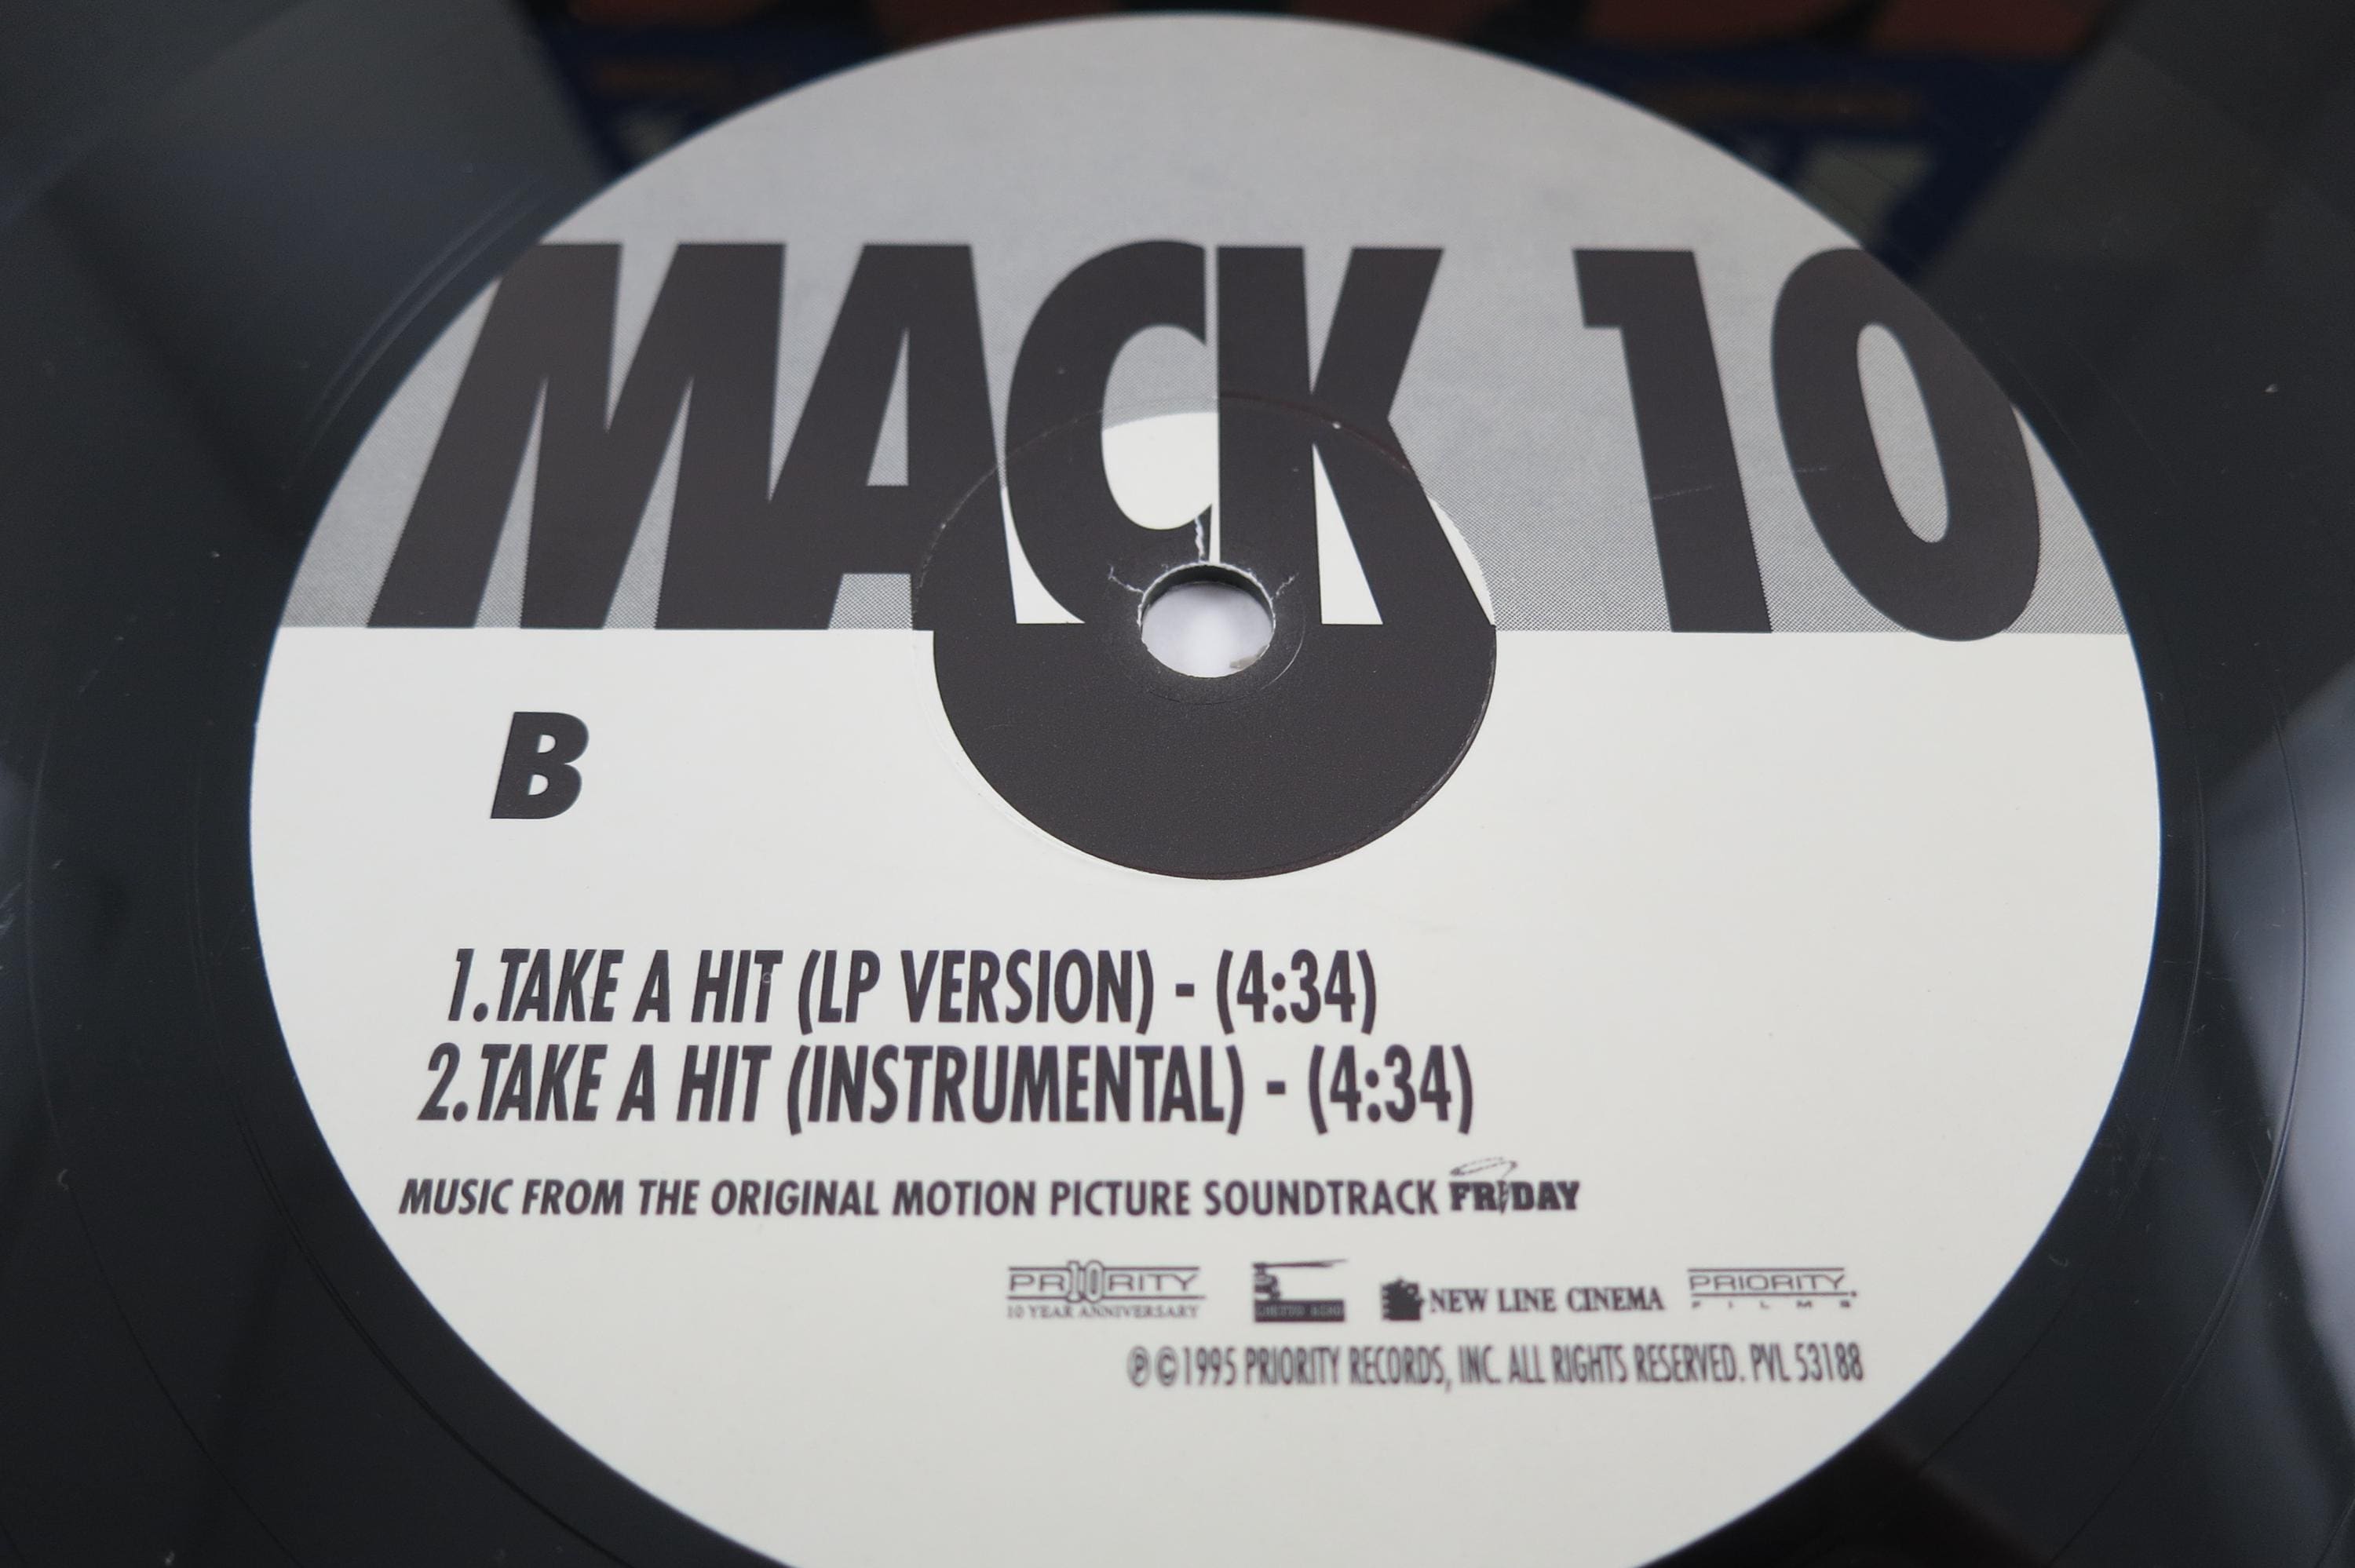 MACK 10
B
1.TAKE A HIT (LP VERSION) - (4:34)
2.TAKE A HIT (INSTRUMENTAL) - (4:34)
MUSIC FROM THE ORIGINAL MOTION PICTURE SOUNDTRACK FRIDAY
PR10RITY
10 YEAR ANNIVERSARY
NEW LINE CINEMA
PRIORITY
FILMS
℗©1995 PRIORITY RECORDS, INC. ALL RIGHTS RESERVED. PVL 53188